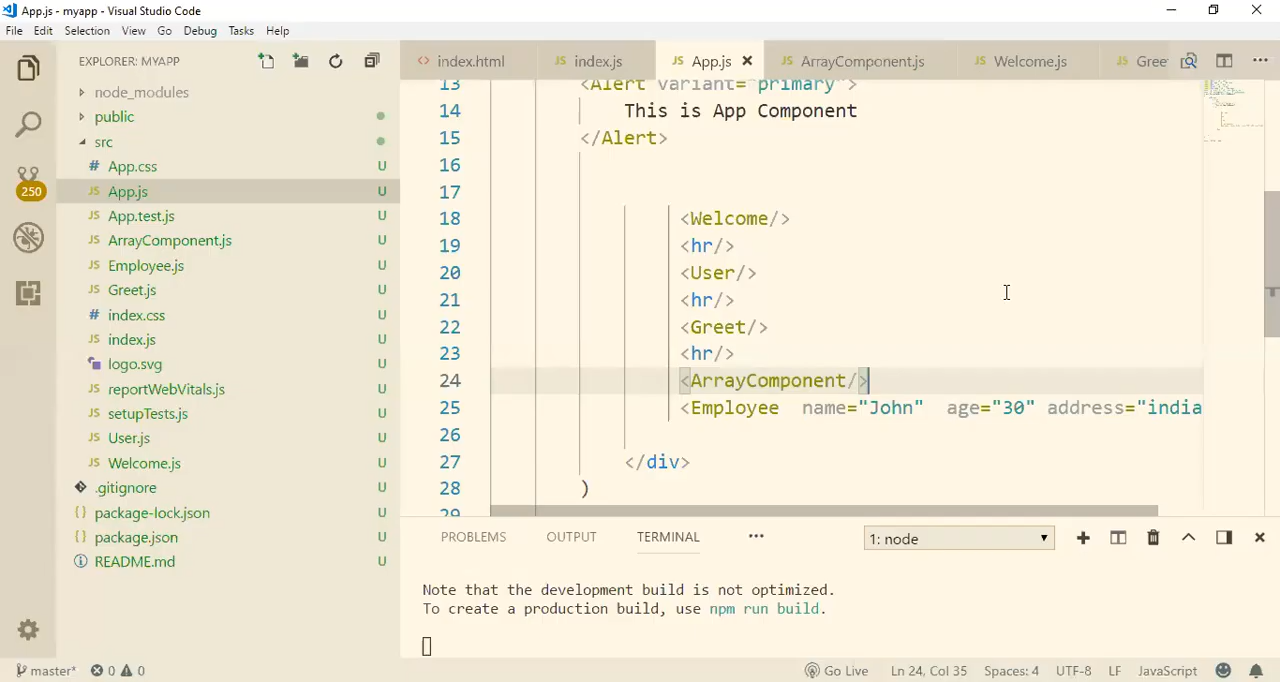 App.js - myapp - Visual Studio Code
File Edit Selection View Go Debug Tasks Help
EXPLORER: MYAPP
index.html
index.js
App.js
ArrayComponent.js
Welcome.js
Gree
node_modules
public
src
App.css U
App.js U
App.test.js U
ArrayComponent.js U
Employee.js U
Greet.js U
index.css U
index.js U
logo.svg U
reportWebVitals.js U
setupTests.js U
User.js U
Welcome.js U
.gitignore U
package-lock.json U
package.json U
README.md U
250
13 <Alert variant="primary">
14 This is App Component
15 </Alert>
16
17
18 <Welcome/>
19 <hr/>
20 <User/>
21 <hr/>
22 <Greet/>
23 <hr/>
24 <ArrayComponent/>
25 <Employee name="John" age="30" address="india
26
27 </div>
28 )
29
PROBLEMS OUTPUT TERMINAL ••• 1: node
Note that the development build is not optimized.
To create a production build, use npm run build.
master* 0 0 Go Live Ln 24, Col 35 Spaces: 4 UTF-8 LF JavaScript